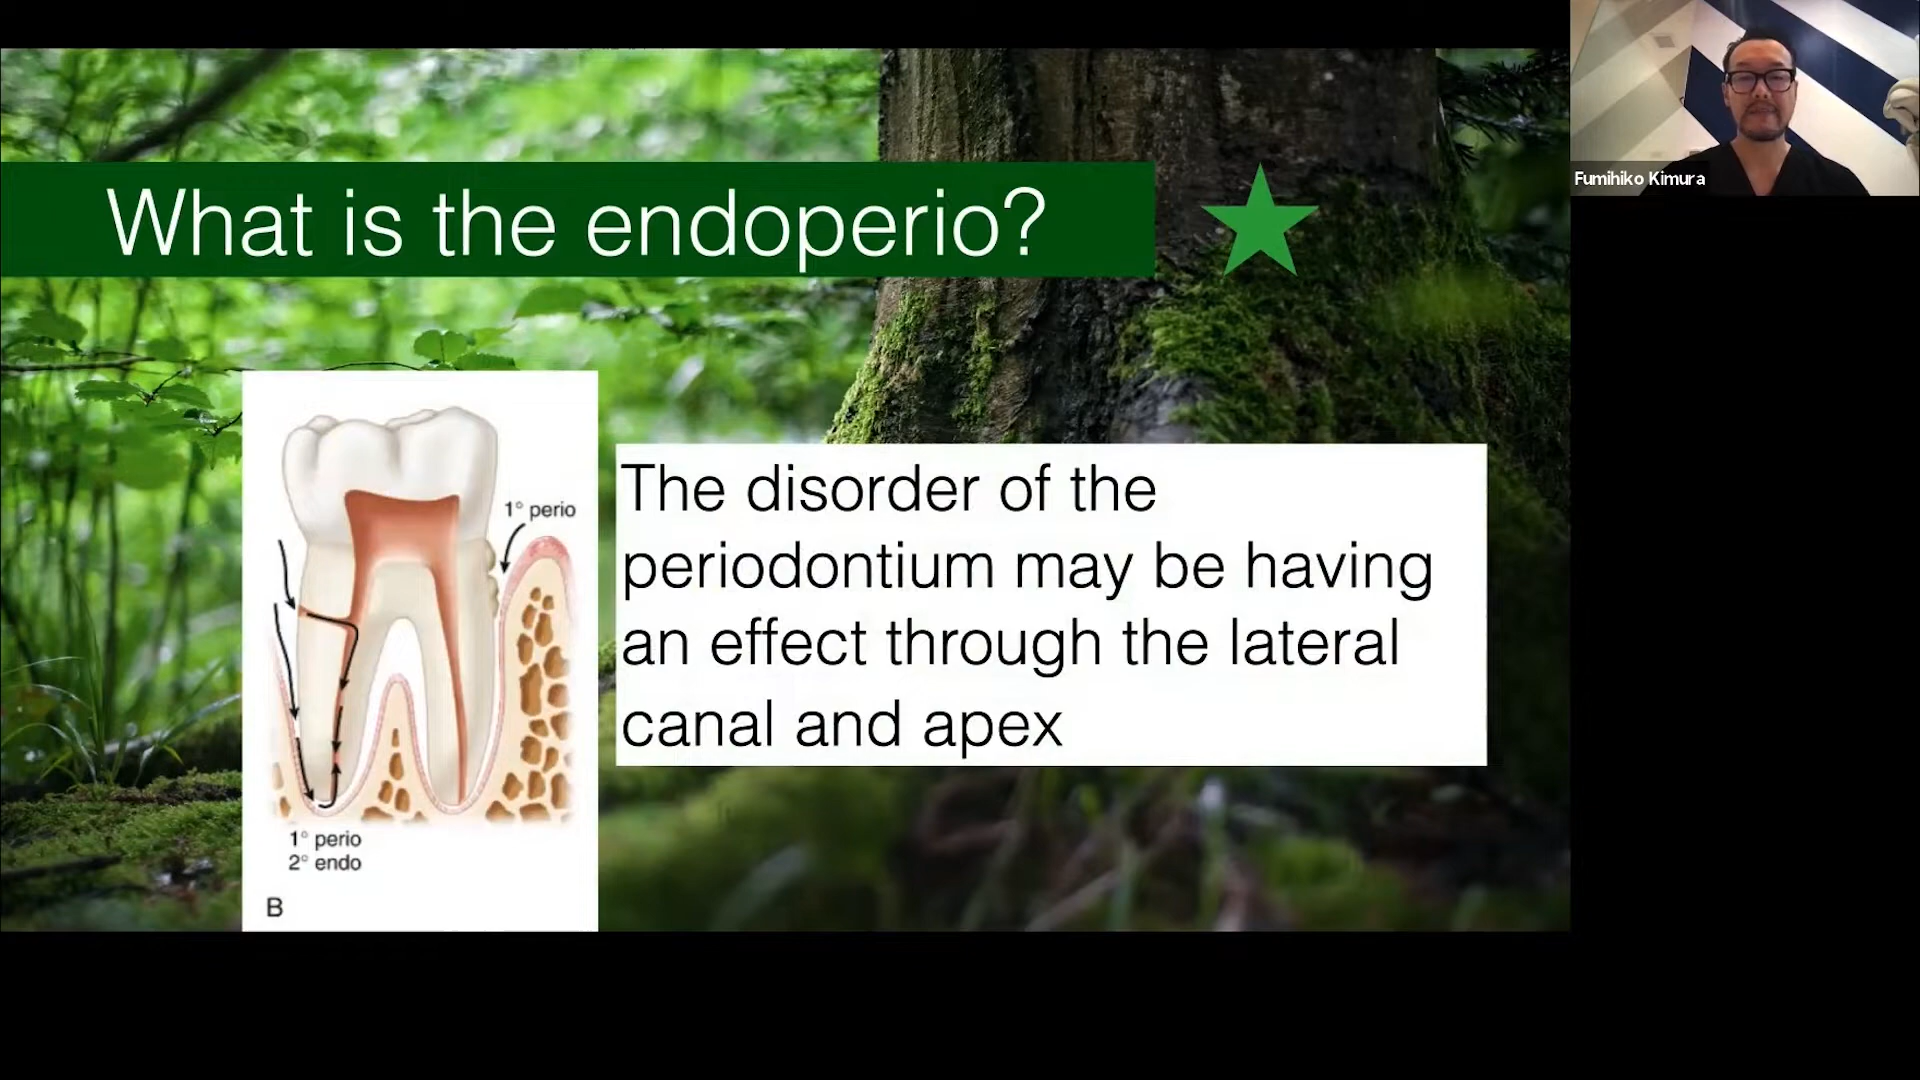 What is the endoperio?
Fumihiko Kimura
1° perio
The disorder of the
periodontium may be having
an effect through the lateral
canal and apex
1° perio
2° endo
B